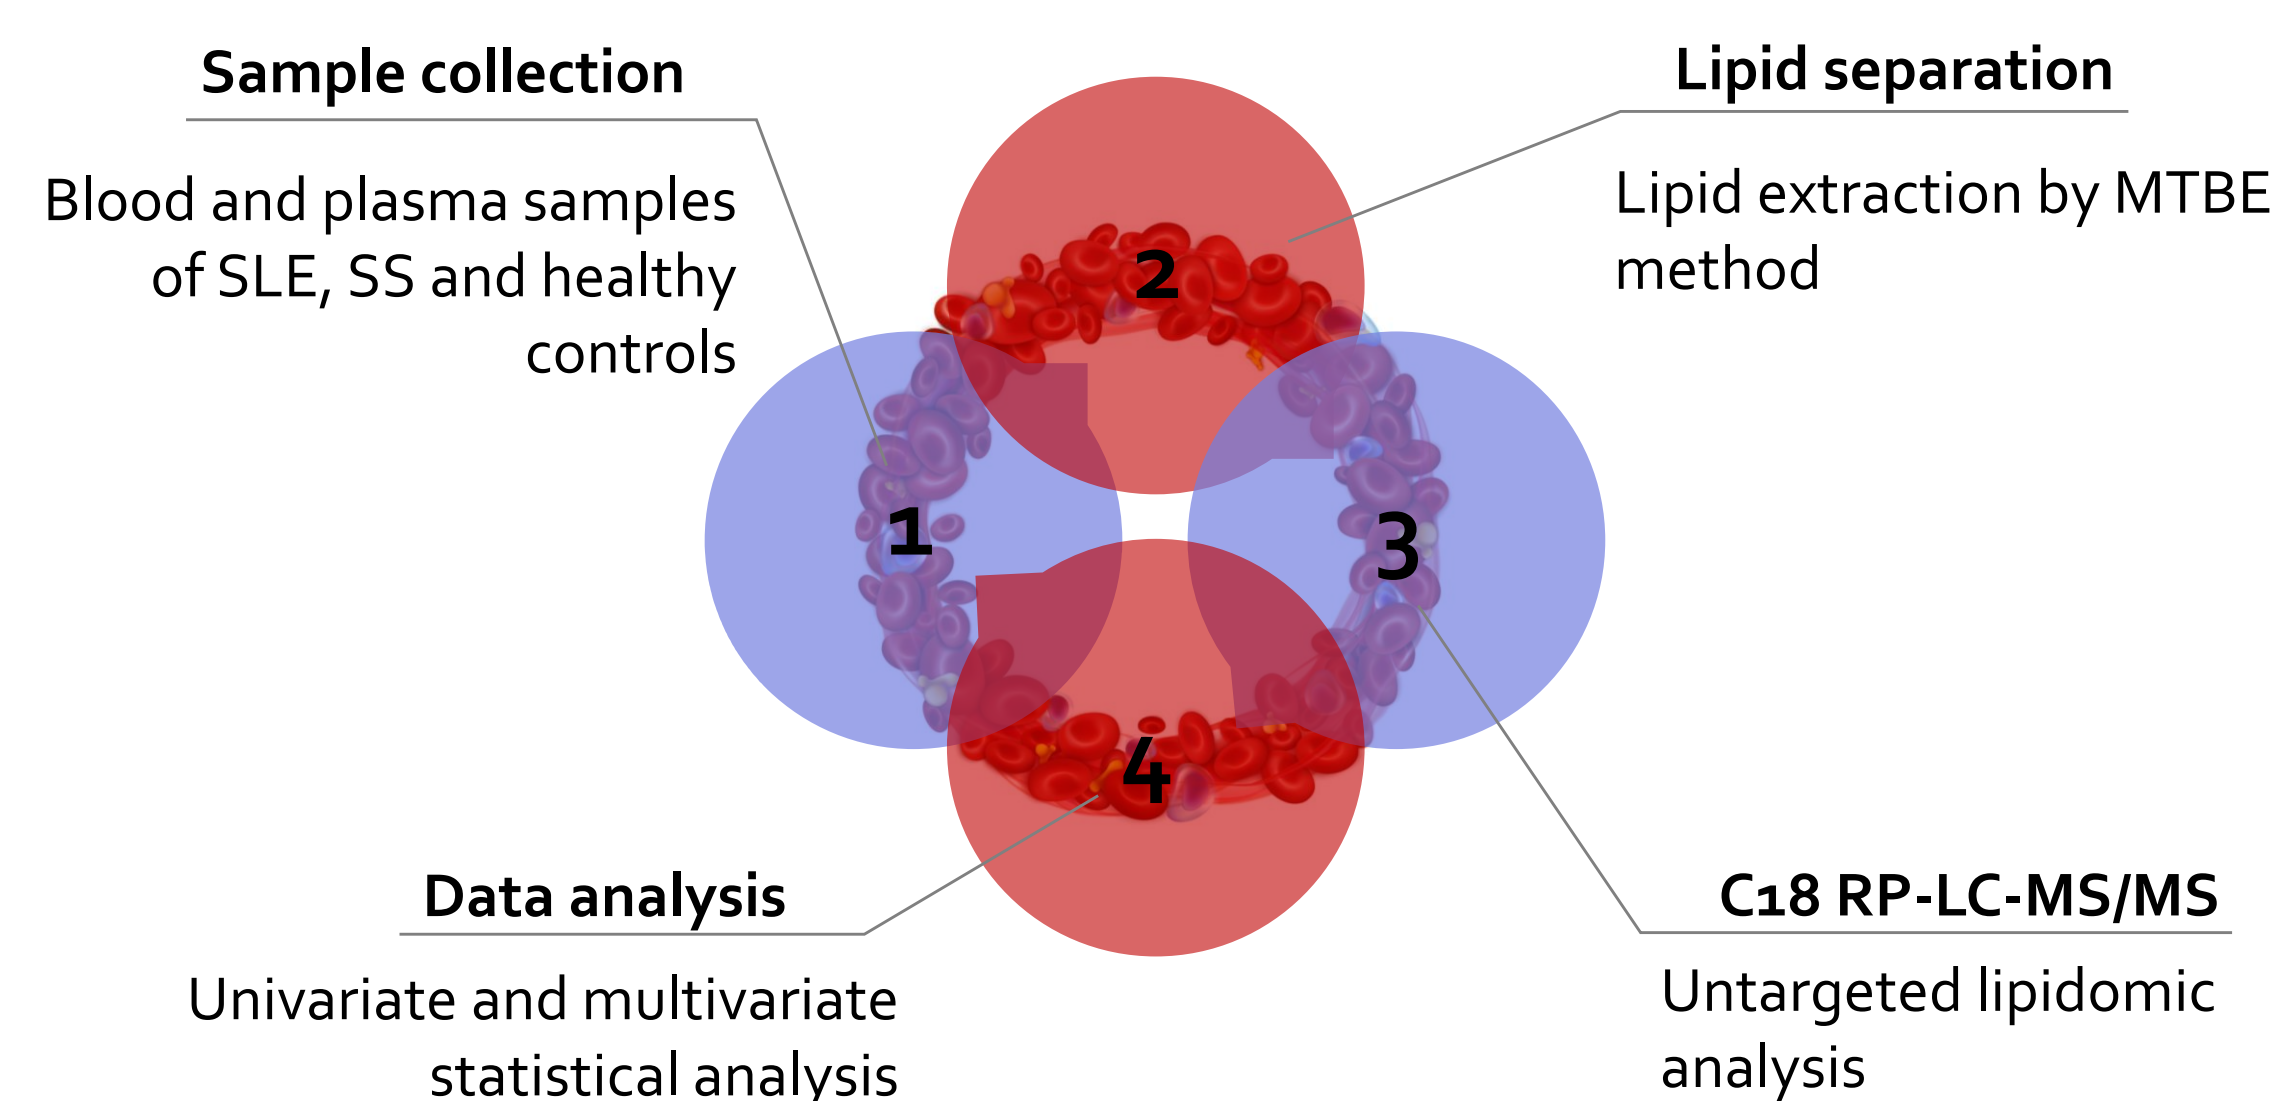 Sample collection
Blood and plasma samples
of SLE, SS and healthy
controls
Lipid separation
Lipid extraction by MTBE
method
2
1
3
4
Data analysis
Univariate and multivariate
statistical analysis
C18 RP-LC-MS/MS
Untargeted lipidomic
analysis